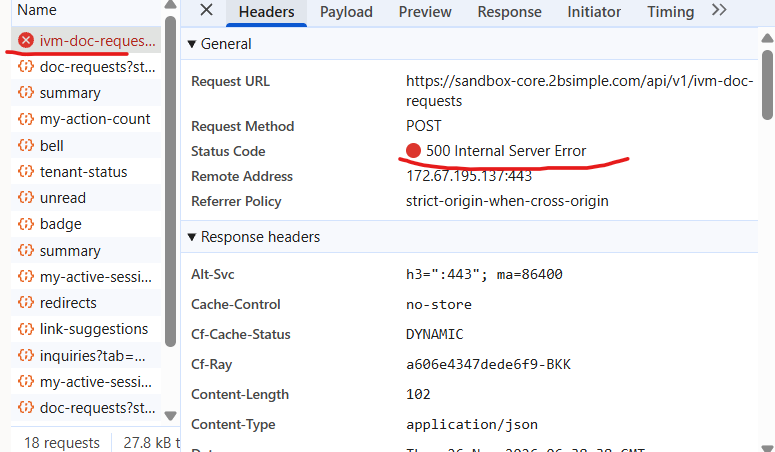 Name
ivm-doc-reques...
doc-requests?st...
summary
my-action-count
bell
tenant-status
unread
badge
summary
my-active-sessi...
redirects
link-suggestions
inquiries?tab=...
my-active-sessi...
doc-requests?st...
18 requests
27.8 kB t
Headers Payload Preview Response Initiator Timing
General
Request URL https://sandbox-core.2bsimple.com/api/v1/ivm-doc-
requests
Request Method POST
Status Code 500 Internal Server Error
Remote Address 172.67.195.137:443
Referrer Policy strict-origin-when-cross-origin
Response headers
Alt-Svc h3=":443"; ma=86400
Cache-Control no-store
Cf-Cache-Status DYNAMIC
Cf-Ray a606e4347dede6f9-BKK
Content-Length 102
Content-Type application/json